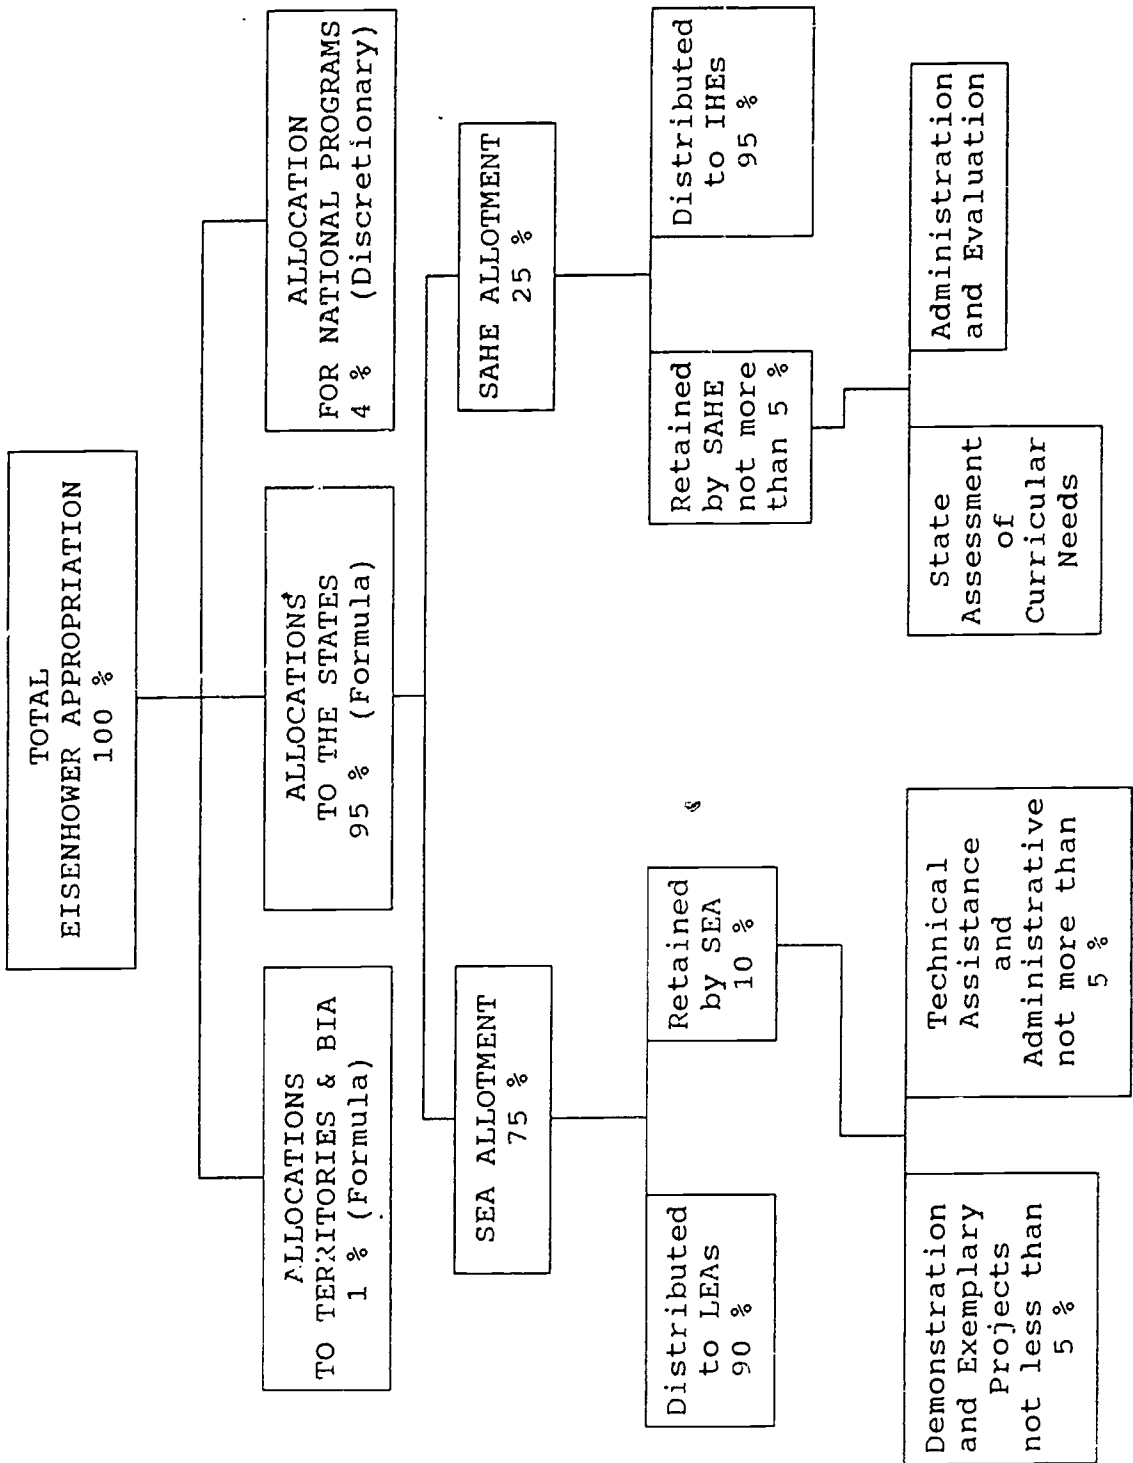 TOTAL
EISENHOWER APPROPRIATION
100 %
ALLOCATIONS
TO TERRITORIES & BIA
1 % (Formula)
ALLOCATIONS
TO THE STATES
95 % (Formula)
ALLOCATION
FOR NATIONAL PROGRAMS
4 % (Discretionary)
SEA ALLOTMENT
75 %
SAHE ALLOTMENT
25 %
Distributed
to LEAs
90 %
Retained
by SEA
10 %
Retained
by SAHE
not more
than 5 %
Distributed
to IHEs
95 %
Demonstration
and Exemplary
Projects
not less than
5 %
Technical
Assistance
and
Administrative
not more than
5 %
State
Assessment
of
Curricular
Needs
Administration
and Evaluation